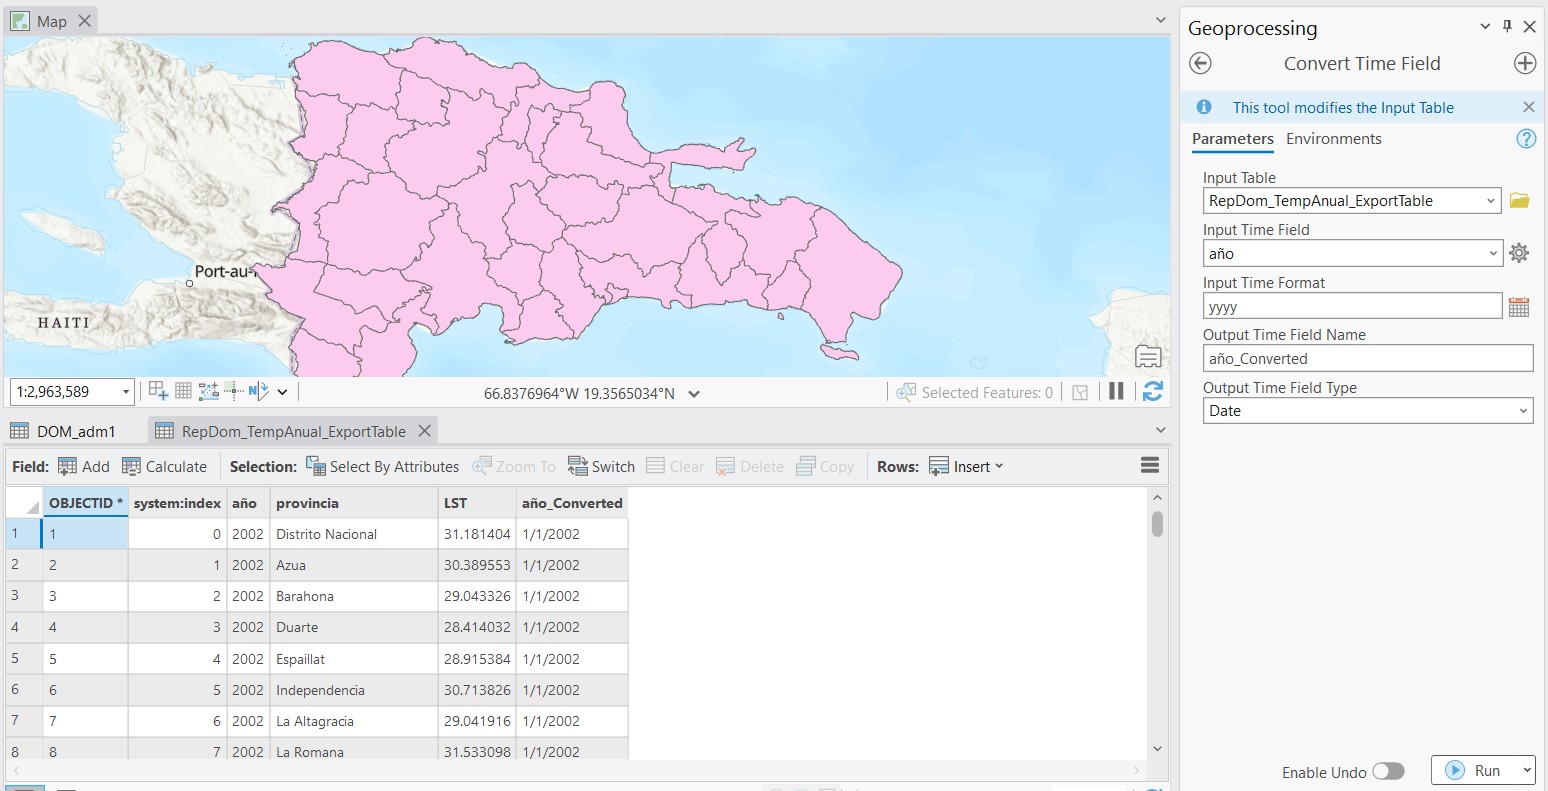 Map
Port-au-
HAITI
1:2,963,589
66.8376964°W 19.3565034°N
Selected Features: 0
DOM_adm1
RepDom_TempAnual_ExportTable
Field: Add Calculate Selection: Select By Attributes Zoom To Switch Clear Delete Copy Rows: Insert
OBJECTID * system:index año provincia LST año_Converted
1 1 0 2002 Distrito Nacional 31.181404 1/1/2002
2 2 1 2002 Azua 30.389553 1/1/2002
3 3 2 2002 Barahona 29.043326 1/1/2002
4 4 3 2002 Duarte 28.414032 1/1/2002
5 5 4 2002 Espaillat 28.915384 1/1/2002
6 6 5 2002 Independencia 30.713826 1/1/2002
7 7 6 2002 La Altagracia 29.041916 1/1/2002
8 8 7 2002 La Romana 31.533098 1/1/2002
Geoprocessing
Convert Time Field
This tool modifies the Input Table
Parameters Environments
Input Table
RepDom_TempAnual_ExportTable
Input Time Field
año
Input Time Format
yyyy
Output Time Field Name
año_Converted
Output Time Field Type
Date
Enable Undo
Run